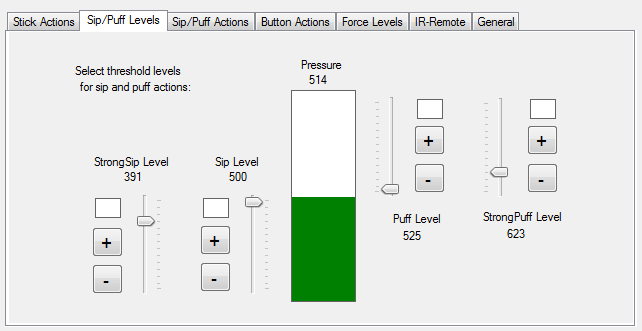 Stick Actions
Sip/Puff Levels
Sip/Puff Actions
Button Actions
Force Levels
IR-Remote
General
Select threshold levels
for sip and puff actions:
Pressure
514
StrongSip Level
391
+
-
Sip Level
500
+
-
+
-
Puff Level
525
+
-
StrongPuff Level
623